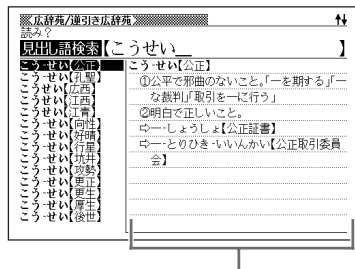 広辞苑/逆引き広辞苑
読み?
見出し語検索【こうせい__ 】
こう‐せい【公正】
こう‐せい【孔聖】
こうせい【広西】
こうせい【江西】
こうせい【江青】
こう‐せい【向性】
こう‐せい【好晴】
こう‐せい【行星】
こう‐せい【坑井】
こう‐せい【攻勢】
こう‐せい【更正】
こう‐せい【更生】
こう‐せい【厚生】
こう‐せい【後世】
こう‐せい【公正】
①公平で邪曲のないこと。「―を期する」「―
な裁判」「取引を―に行う」
②明白で正しいこと。
⇨―‐しょうしょ【公正証書】
⇨―‐とりひき‐いいんかい【公正取引委員
会】